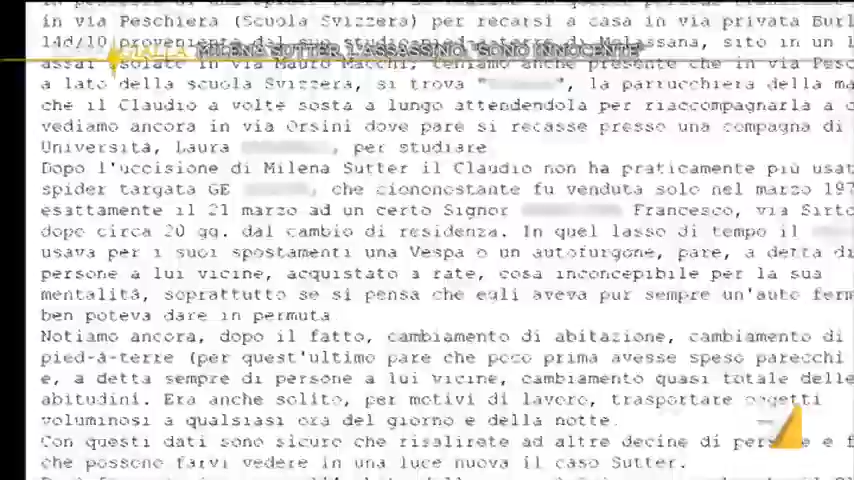 in via Peschiera (Scuola Svizzera) per recarsi a casa in via privata Burl
14d/10 proveniente dal suo studio pied-a-terre di Molassana, sito in un l
GIALLA MILENA SUTTER, L'ASSASSINO "SONO INNOCENTE"
assai isolato in via Mauro Macchi; teniamo anche presente che in via Pesc
a lato della scuola Svizzera, si trova " ", la parrucchiera della ma
che il Claudio a volte sosta a lungo attendendola per riaccompagnarla a c
vediamo ancora in via Orsini dove pare si recasse presso una compagna di
Università, Laura , per studiare
Dopo l'uccisione di Milena Sutter il Claudio non ha praticamente più usat
spider targata GE , che ciononostante fu venduta solo nel marzo 197
esattamente il 21 marzo ad un certo Signor Francesco, via Sirto
dopo circa 20 gg. dal cambio di residenza. In quel lasso di tempo il
usava per i suoi spostamenti una Vespa o un autofurgone, pare, a detta di
persone a lui vicine, acquistato a rate, cosa inconcepibile per la sua
mentalità, soprattutto se si pensa che egli aveva pur sempre un'auto ferm
ben poteva dare in permuta
Notiamo ancora, dopo il fatto, cambiamento di abitazione, cambiamento di
pied-à-terre (per quest'ultimo pare che poco prima avesse speso parecchi
e, a detta sempre di persone a lui vicine, cambiamento quasi totale delle
abitudini. Era anche solito, per motivi di lavoro, trasportare oggetti
voluminosi a qualsiasi ora del giorno e della notte.
Con questi dati sono sicuro che risalirete ad altre decine di persone e f
che possono farvi vedere in una luce nuova il caso Sutter.